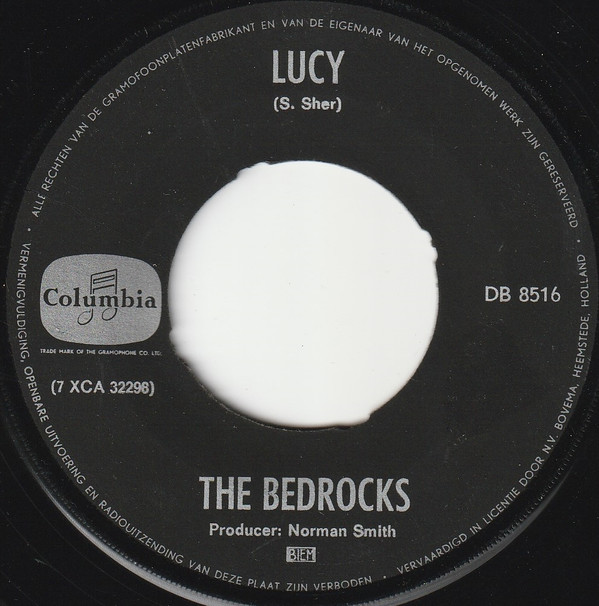 LUCY
(S. Sher)
Columbia
TRADE MARK OF THE GRAMOPHONE CO. LTD.
(7 XCA 32296)
DB 8516
THE BEDROCKS
Producer: Norman Smith
BIEM
• ALLE RECHTEN VAN DE GRAMOFOONPLATENFABRIKANT EN VAN DE EIGENAAR VAN HET OPGENOMEN WERK ZIJN GERESERVEERD •
VERMENIGVULDIGING, OPENBARE UITVOERING EN RADIOUITZENDING VAN DEZE PLAAT ZIJN VERBODEN •
VERVAARDIGD IN LICENTIE DOOR N.V. BOVEMA, HEEMSTEDE, HOLLAND •